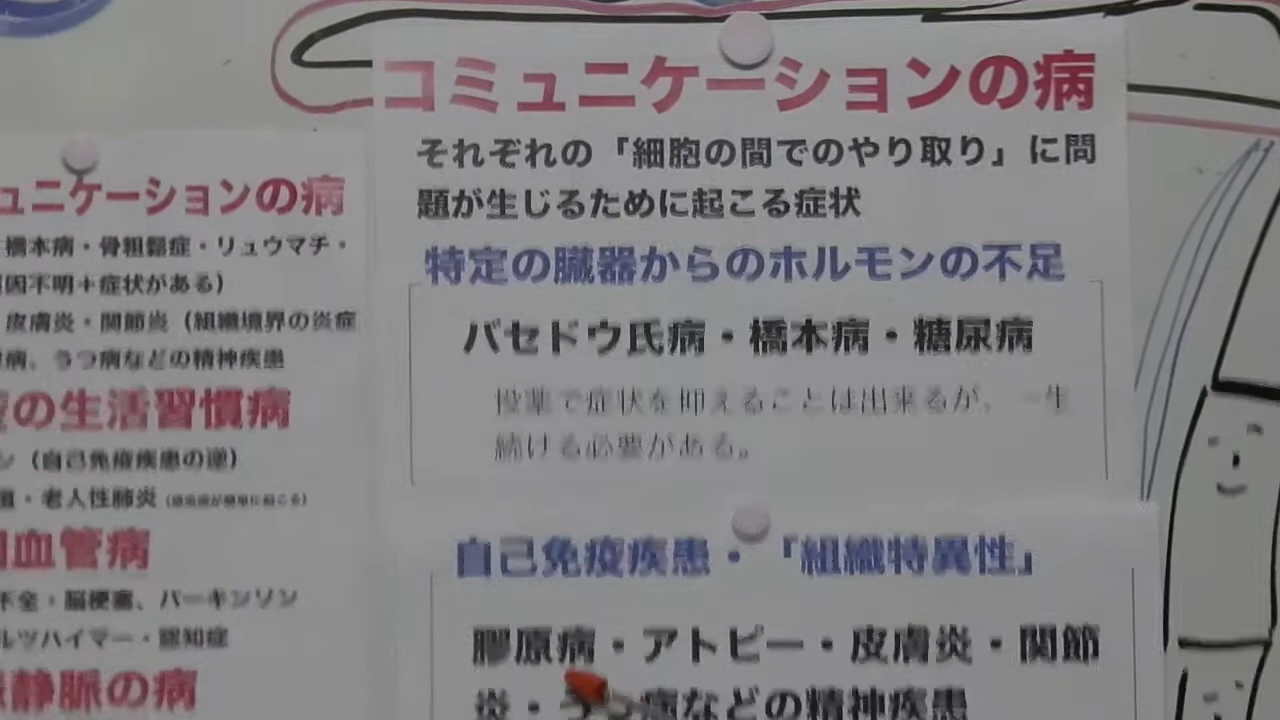 コミュニケーションの病
それぞれの「細胞の間でのやり取り」に問
題が生じるために起こる症状
特定の臓器からのホルモンの不足
バセドウ氏病・橋本病・糖尿病
投薬で症状を抑えることは出来るが、一生
続ける必要がある。
自己免疫疾患・「組織特異性」
膠原病・アトピー・皮膚炎・関節
炎・うつ病などの精神疾患
ュニケーションの病
橋本病・骨粗鬆症・リュウマチ・
因不明+症状がある)
皮膚炎・関節炎(組織境界の炎症
病、うつ病などの精神疾患
の生活習慣病
ン(自己免疫疾患の逆)
・老人性肺炎
血管病
不全・脳梗塞、パーキンソン
ルツハイマー・認知症
静脈の病